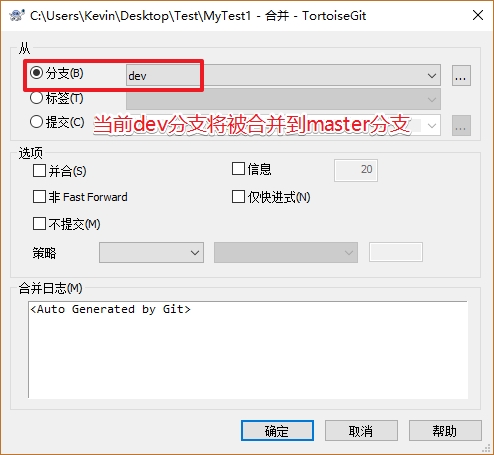 C:\Users\Kevin\Desktop\Test\MyTest1 - 合并 - TortoiseGit
从
分支(B) dev ...
标签(T)
提交(C) ...
当前dev分支将被合并到master分支
选项
并合(S) 信息 20
非 Fast Forward 仅快进式(N)
不提交(M)
策略
合并日志(M)
<Auto Generated by Git>
确定 取消 帮助